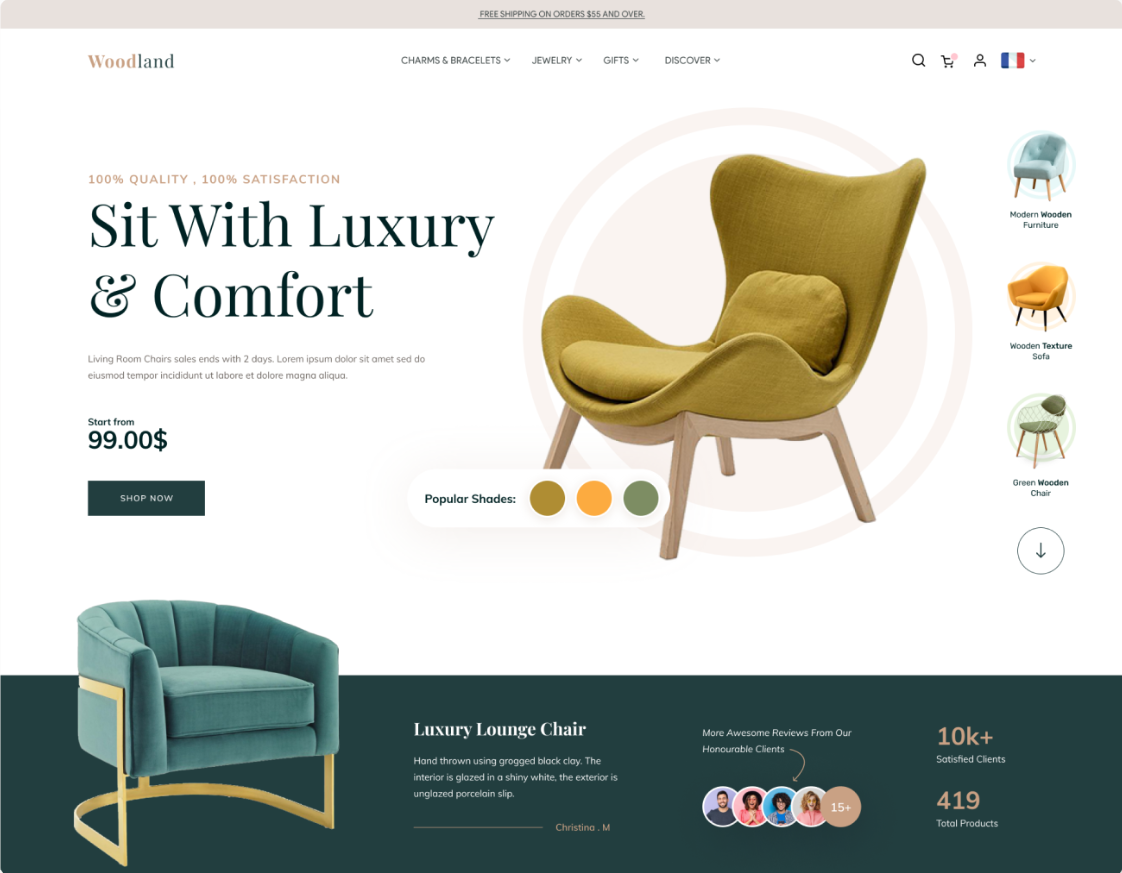 FREE SHIPPING ON ORDERS $55 AND OVER.
Woodland
CHARMS & BRACELETS
JEWELRY
GIFTS
DISCOVER
100% QUALITY , 100% SATISFACTION
Sit With Luxury
& Comfort
Living Room Chairs sales ends with 2 days. Lorem ipsum dolor sit amet sed do
eiusmod tempor incididunt ut labore et dolore magna aliqua.
Start from
99.00$
SHOP NOW
Popular Shades:
Modern Wooden
Furniture
Wooden Texture
Sofa
Green Wooden
Chair
Luxury Lounge Chair
Hand thrown using grogged black clay. The
interior is glazed in a shiny white, the exterior is
unglazed porcelain slip.
Christina . M
More Awesome Reviews From Our
Honourable Clients
15+
10k+
Satisfied Clients
419
Total Products